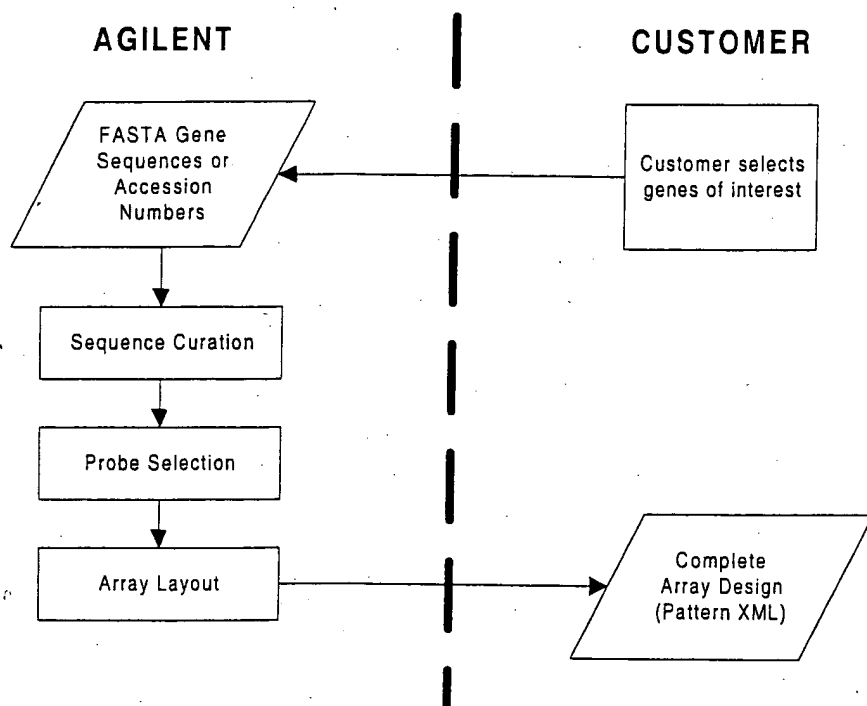 AGILENT
CUSTOMER
FASTA Gene
Sequences or
Accession
Numbers
Customer selects
genes of interest
Sequence Curation
Probe Selection
Array Layout
Complete
Array Design
(Pattern XML)